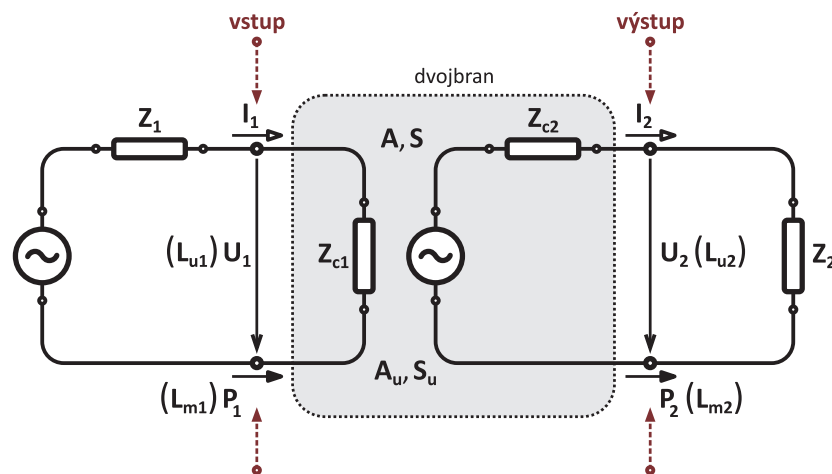 vstup
výstup
dvojbran
I1
I2
Z1
Zc2
A, S
(Lu1) U1
Zc1
U2 (Lu2)
Z2
Au, Su
(Lm1) P1
P2 (Lm2)